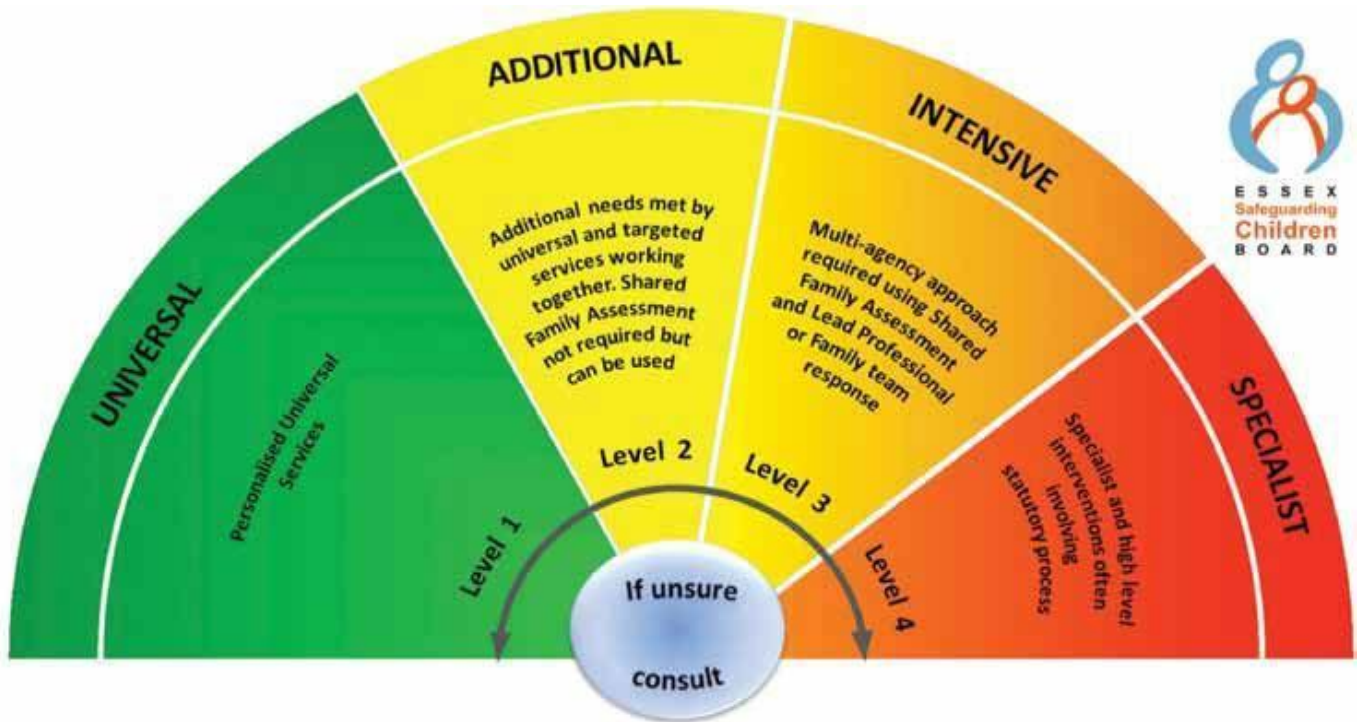 UNIVERSAL
Personalised Universal
Services
Level 1
ADDITIONAL
Additional needs met by
universal and targeted
services working
together. Shared
Family Assessment
not required but
can be used
Level 2
INTENSIVE
Multi-agency approach
required using Shared
Family Assessment
and Lead Professional
or Family team
response
Level 3
SPECIALIST
Specialist and high level
interventions often
involving
statutory process
Level 4
If unsure
consult
ESSEX
Safeguarding
Children
BOARD